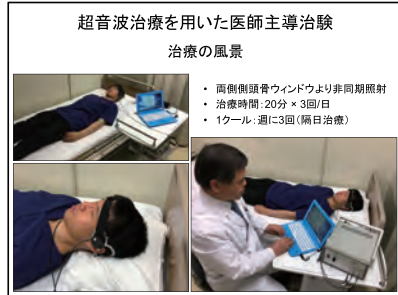 超音波治療を用いた医師主導治験
治療の風景
• 両側側頭骨ウィンドウより非同期照射
• 治療時間：20分 × 3回/日
• 1クール：週に3回（隔日治療）